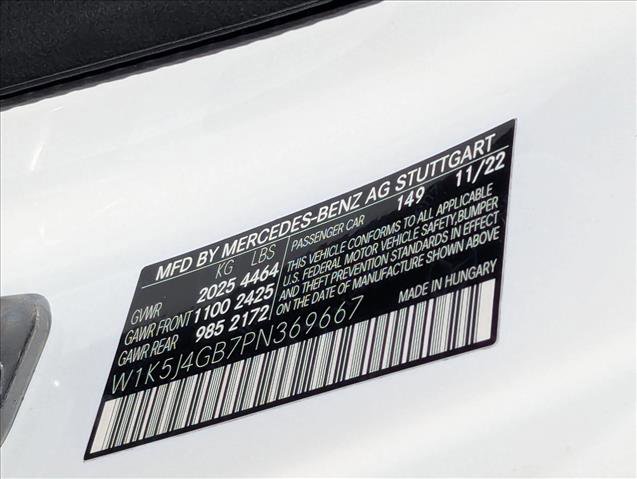 MFD BY MERCEDES-BENZ AG STUTTGART
KG LBS
GVWR 2025 4464
GAWR FRONT 1100 2425
GAWR REAR 985 2172
PASSENGER CAR 149 11/22
THIS VEHICLE CONFORMS TO ALL APPLICABLE
U.S. FEDERAL MOTOR VEHICLE SAFETY, BUMPER
AND THEFT PREVENTION STANDARDS IN EFFECT
ON THE DATE OF MANUFACTURE SHOWN ABOVE
MADE IN HUNGARY
W1K5J4GB7PN369667